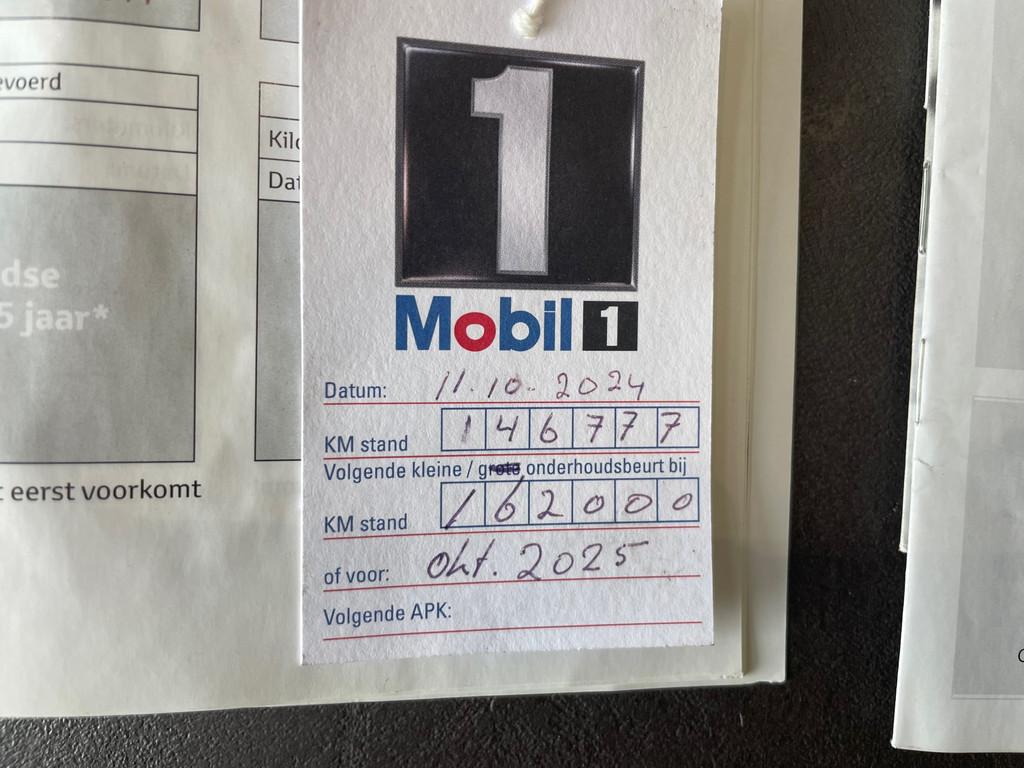 evoerd
Kilo
Dat
dse
5 jaar*
t eerst voorkomt
1
Mobil 1
Datum: 11.10.2024
KM stand 146777
Volgende kleine / grote onderhoudsbeurt bij
KM stand 162000
of voor: okt. 2025
Volgende APK: